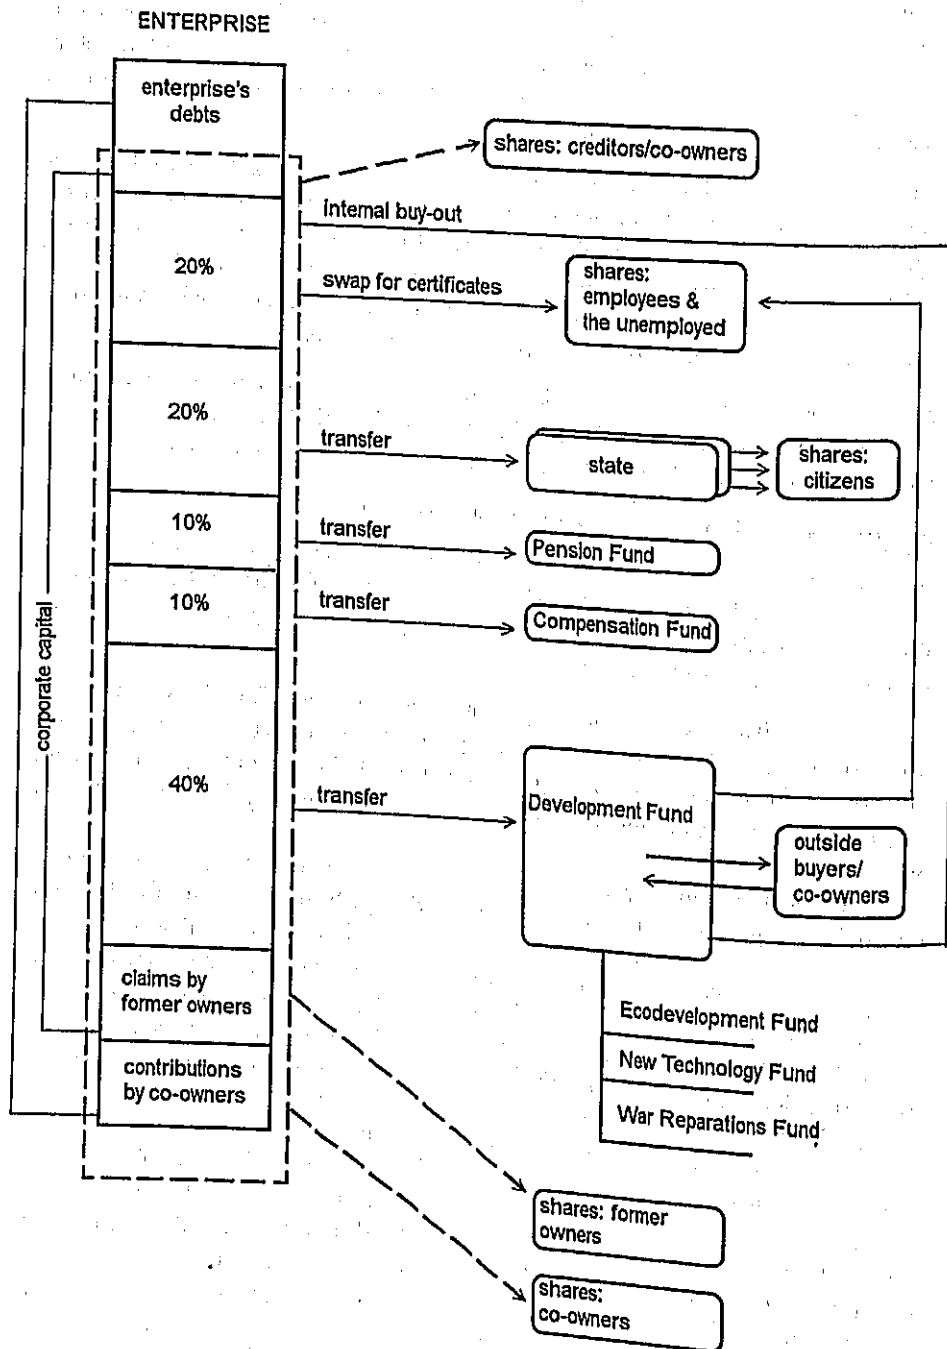 ENTERPRISE
enterprise's
debts
shares: creditors/co-owners
internal buy-out
20%
swap for certificates
shares:
employees &
the unemployed
20%
transfer
state
shares:
citizens
10%
transfer
Pension Fund
10%
transfer
Compensation Fund
corporate capital
40%
transfer
Development Fund
outside
buyers/
co-owners
claims by
former owners
contributions
by co-owners
Ecodevelopment Fund
New Technology Fund
War Reparations Fund
shares: former
owners
shares:
co-owners